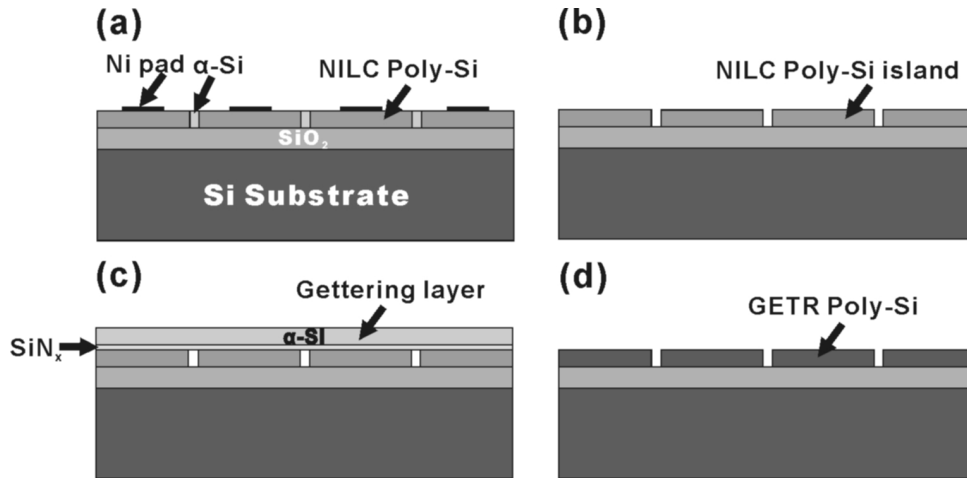 (a)
Ni pad α-Si
NILC Poly-Si
SiO₂
Si Substrate
(b)
NILC Poly-Si island
(c)
Gettering layer
α-Si
SiNₓ
(d)
GETR Poly-Si